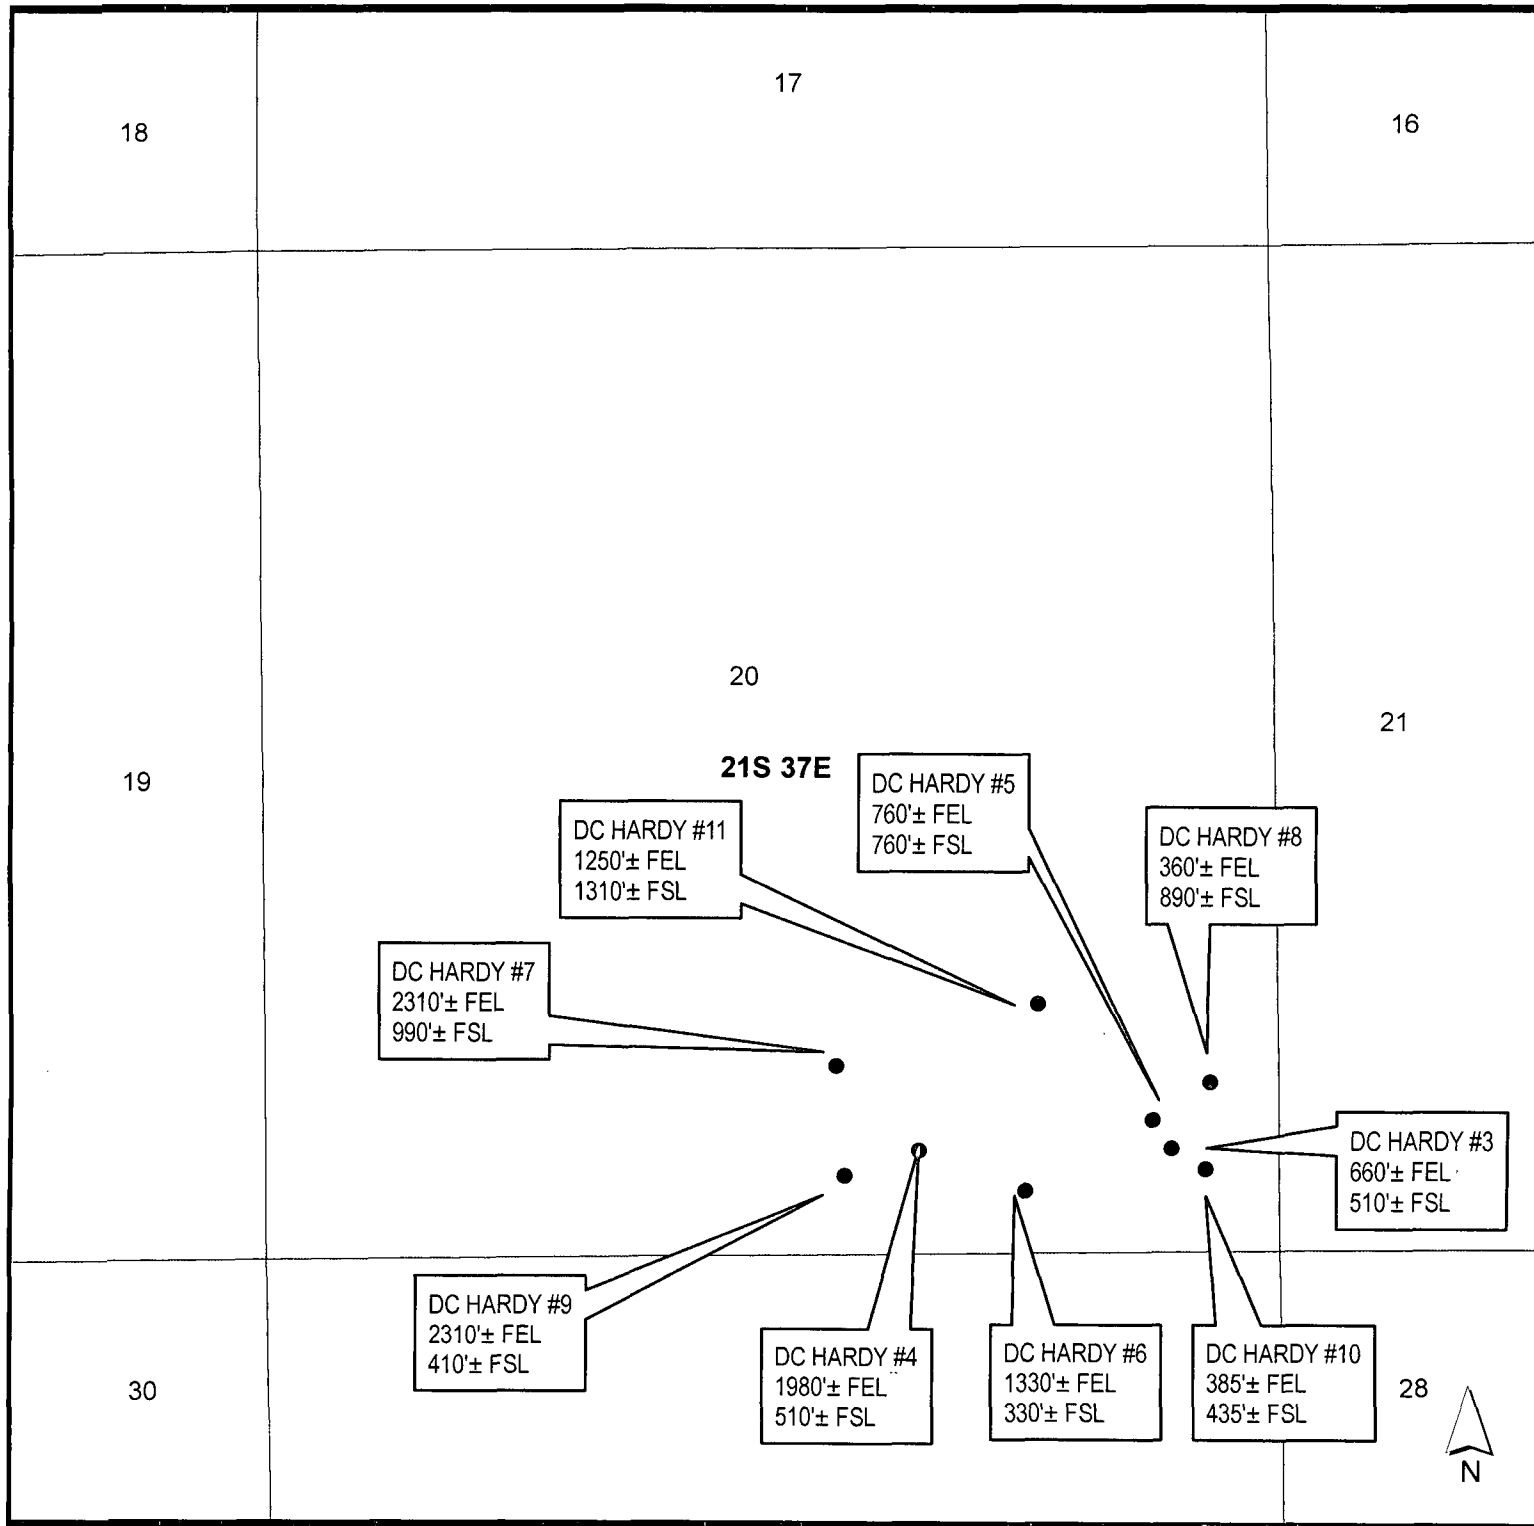 17
18
16
20
21
21S 37E
19
DC HARDY #5
760'± FEL
760'± FSL
DC HARDY #11
1250'± FEL
1310'± FSL
DC HARDY #8
360'± FEL
890'± FSL
DC HARDY #7
2310'± FEL
990'± FSL
DC HARDY #3
660'± FEL
510'± FSL
DC HARDY #9
2310'± FEL
410'± FSL
DC HARDY #4
1980'± FEL
510'± FSL
DC HARDY #6
1330'± FEL
330'± FSL
DC HARDY #10
385'± FEL
435'± FSL
30
28
N